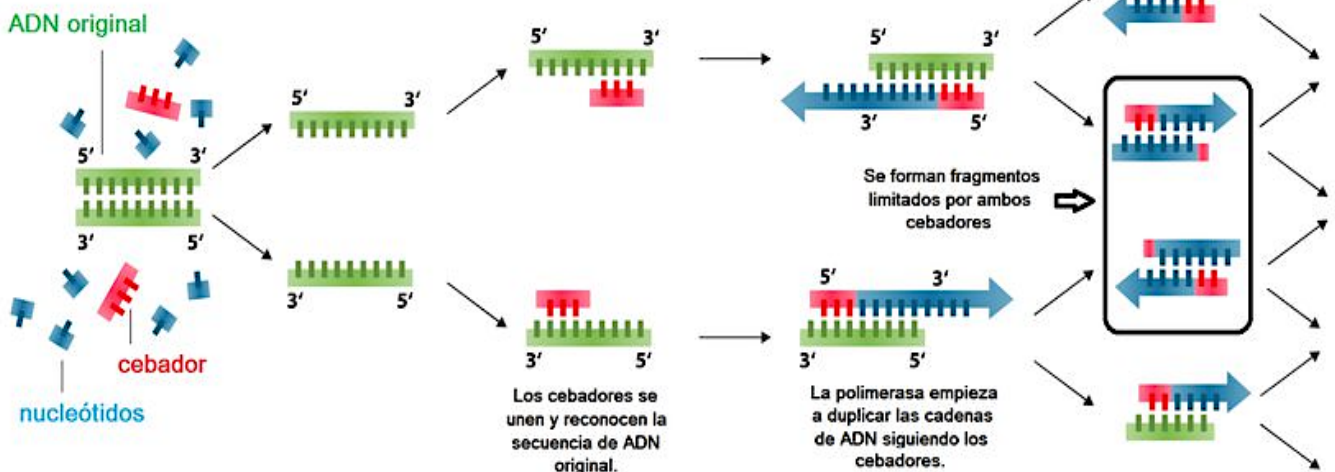 ADN original
5' 3'
3' 5'
cebador
nucleótidos
5' 3'
3' 5'
5' 3'
3' 5'
Los cebadores se
unen y reconocen la
secuencia de ADN
original.
5' 3'
3' 5'
5' 3'
3' 5'
La polimerasa empieza
a duplicar las cadenas
de ADN siguiendo los
cebadores.
Se forman fragmentos
limitados por ambos
cebadores